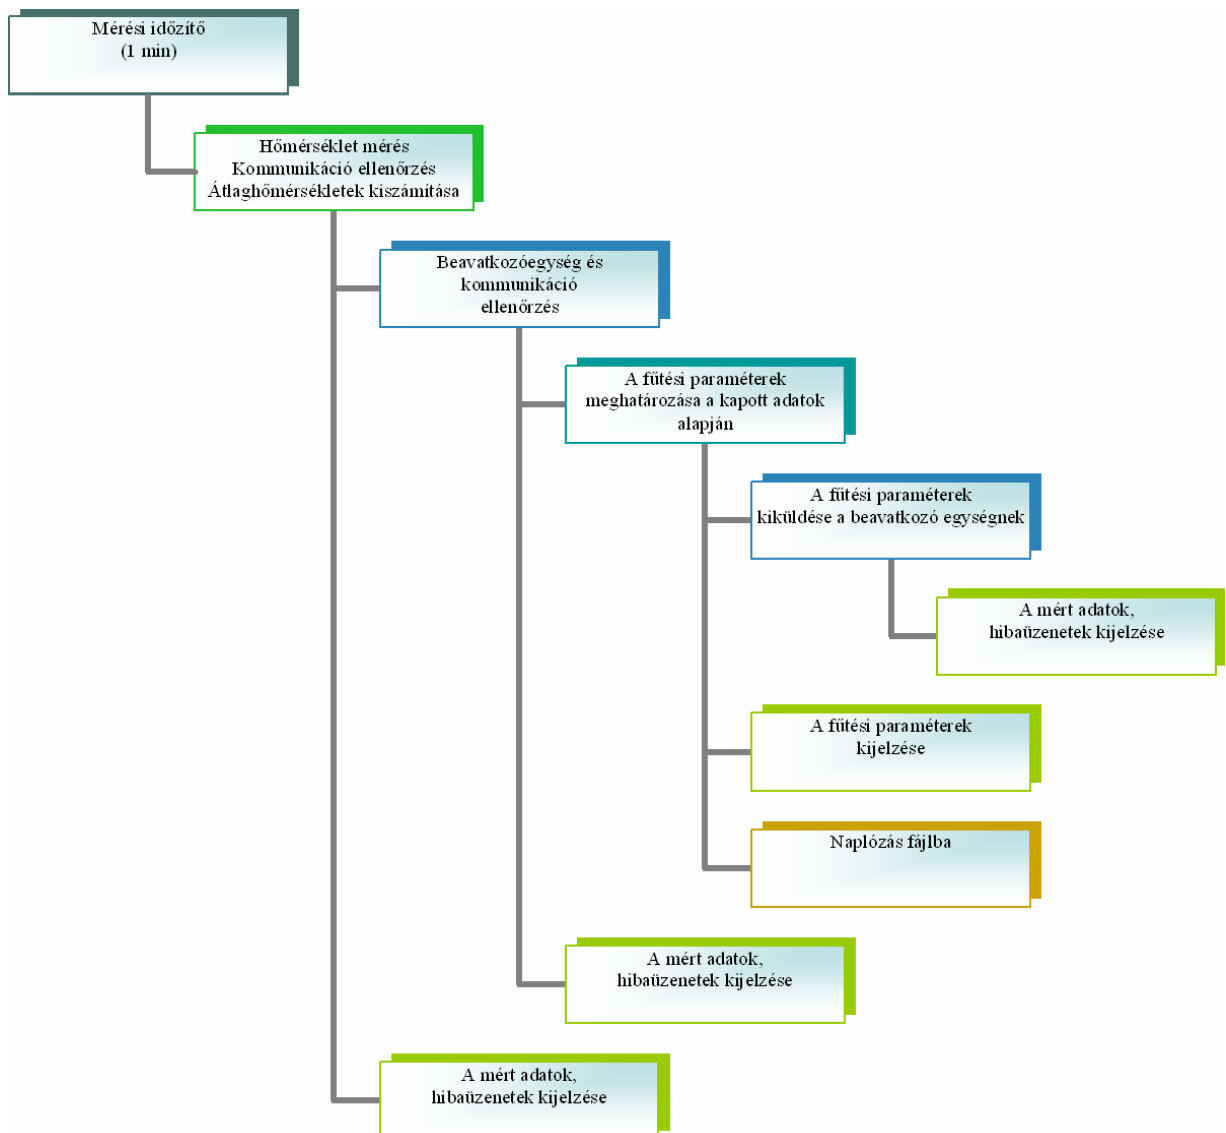 Mérési időzítő
(1 min)
Hőmérséklet mérés
Kommunikáció ellenőrzés
Átlaghőmérsékletek kiszámítása
Beavatkozóegység és
kommunikáció
ellenőrzés
A fűtési paraméterek
meghatározása a kapott adatok
alapján
A fűtési paraméterek
kiküldése a beavatkozó egységnek
A mért adatok,
hibaüzenetek kijelzése
A fűtési paraméterek
kijelzése
Naplózás fájlba
A mért adatok,
hibaüzenetek kijelzése
A mért adatok,
hibaüzenetek kijelzése